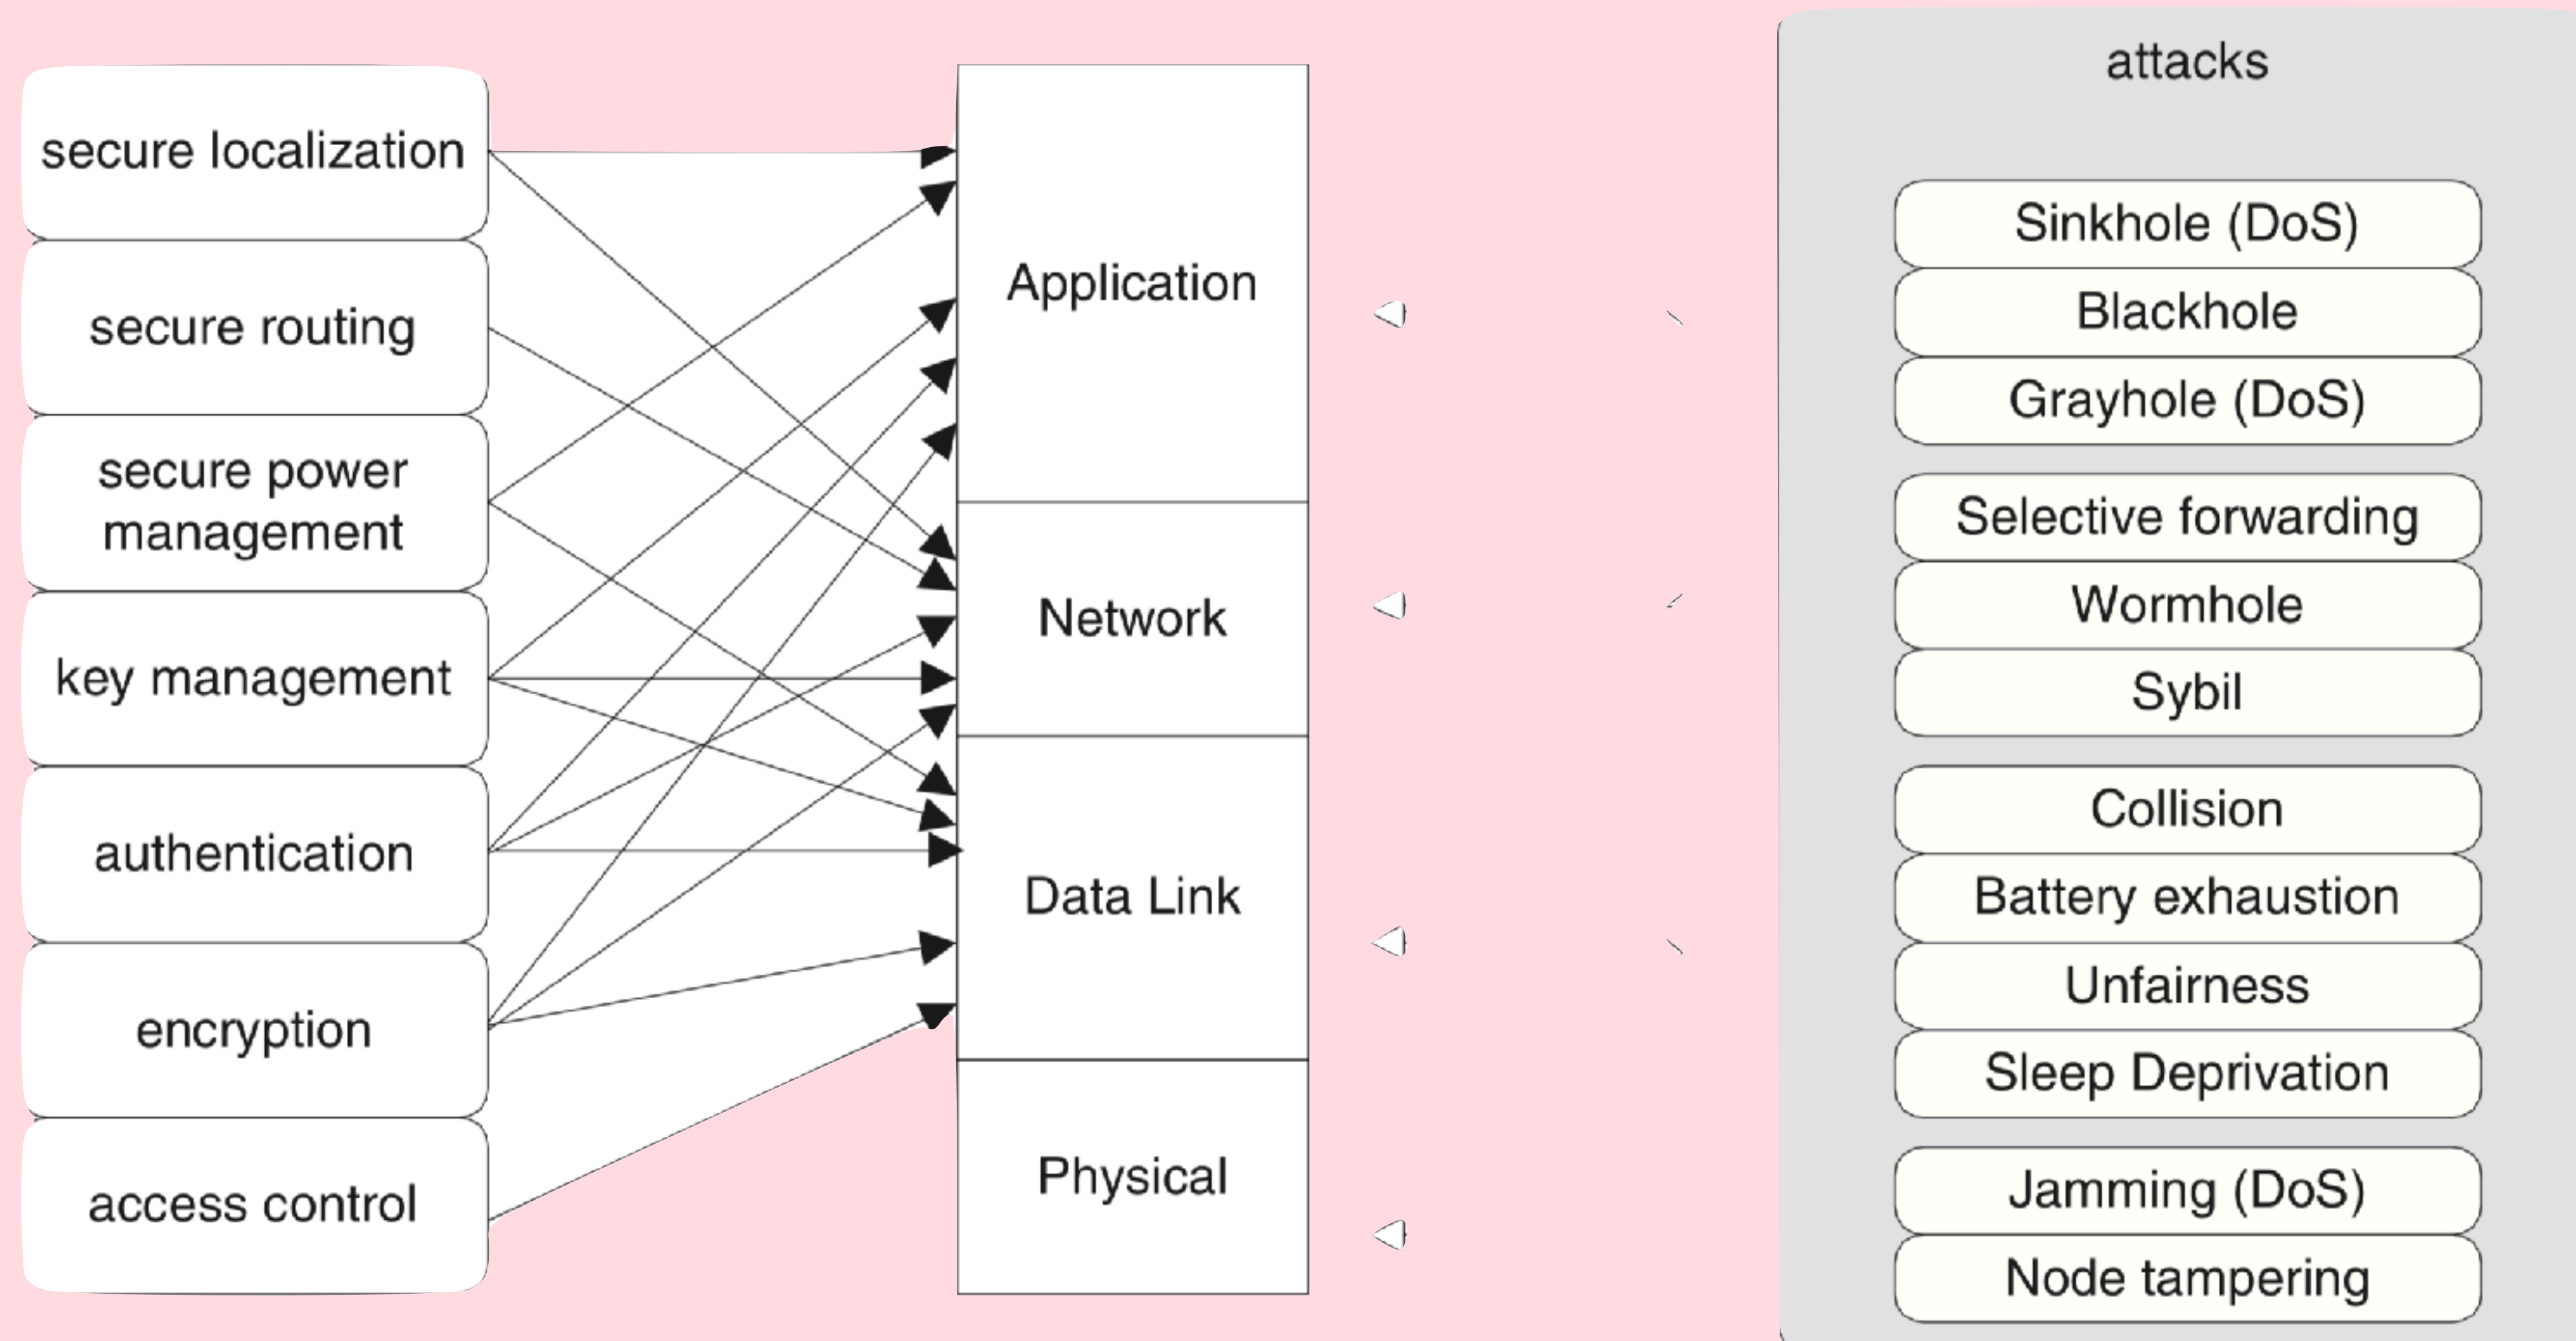 secure localization
secure routing
secure power
management
key management
authentication
encryption
access control
Application
Network
Data Link
Physical
attacks
Sinkhole (DoS)
Blackhole
Grayhole (DoS)
Selective forwarding
Wormhole
Sybil
Collision
Battery exhaustion
Unfairness
Sleep Deprivation
Jamming (DoS)
Node tampering